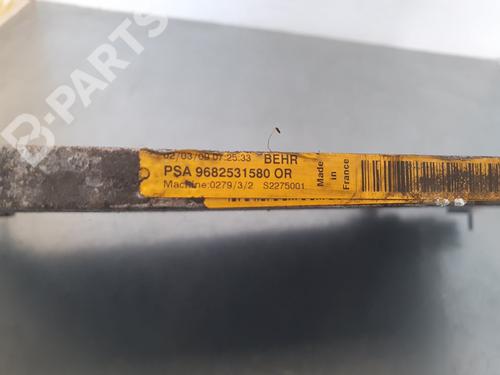 B-PARTS
02/03/09 07:25:33 BEHR
PSA 9682531580 OR
Machine:0279/3/2 S2275001
Made
in
France